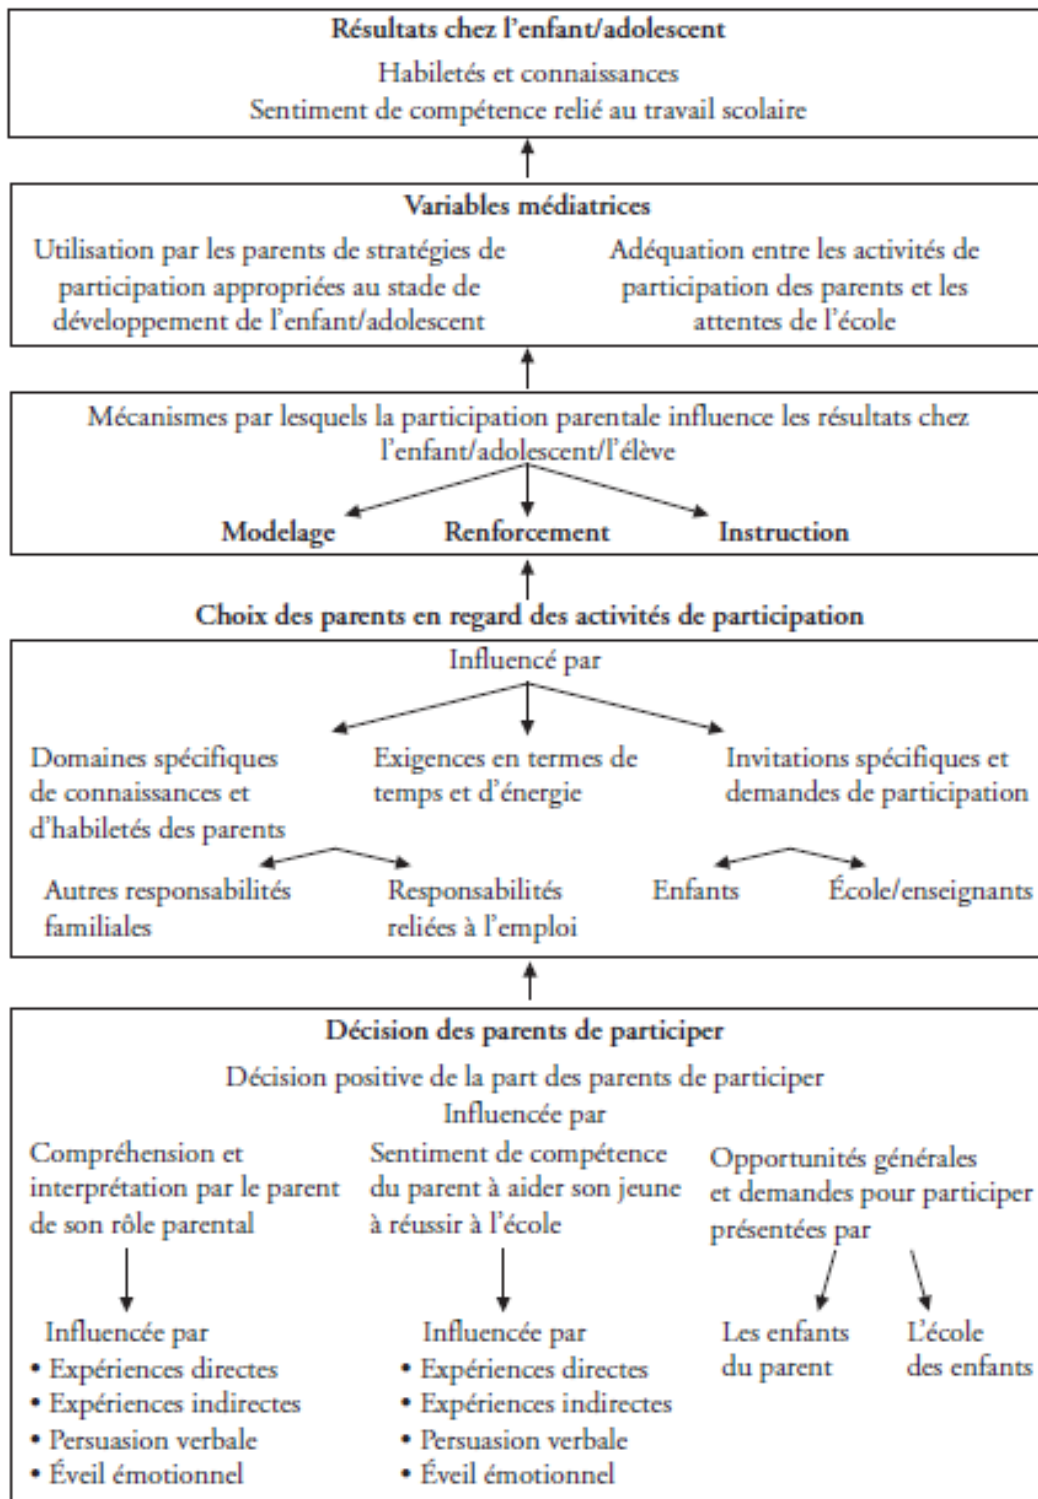 Résultats chez l'enfant/adolescent
Habiletés et connaissances
Sentiment de compétence relié au travail scolaire
Variables médiatrices
Utilisation par les parents de stratégies de
participation appropriées au stade de
développement de l'enfant/adolescent
Adéquation entre les activités de
participation des parents et les
attentes de l'école
Mécanismes par lesquels la participation parentale influence les résultats chez
l'enfant/adolescent/l'élève
Modelage
Renforcement
Instruction
Choix des parents en regard des activités de participation
Influencé par
Domaines spécifiques
de connaissances et
d'habiletés des parents
Exigences en termes de
temps et d'énergie
Invitations spécifiques et
demandes de participation
Autres responsabilités
familiales
Responsabilités
reliées à l'emploi
Enfants
École/enseignants
Décision des parents de participer
Décision positive de la part des parents de participer
Influencée par
Compréhension et
interprétation par le parent
de son rôle parental
Sentiment de compétence
du parent à aider son jeune
à réussir à l'école
Opportunités générales
et demandes pour participer
présentées par
Influencée par
• Expériences directes
• Expériences indirectes
• Persuasion verbale
• Éveil émotionnel
Influencée par
• Expériences directes
• Expériences indirectes
• Persuasion verbale
• Éveil émotionnel
Les enfants
du parent
L'école
des enfants